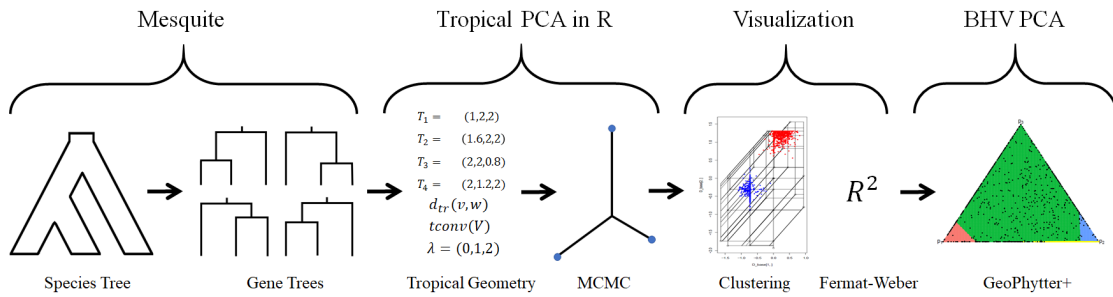 Mesquite
Tropical PCA in R
Visualization
BHV PCA
T₁ = (1,2,2)
T₂ = (1.6,2,2)
T₃ = (2,2,0.8)
T₄ = (2,1.2,2)
d_tr(v,w)
tconv(V)
λ = (0,1,2)
R²
Species Tree
Gene Trees
Tropical Geometry
MCMC
Clustering
Fermat-Weber
GeoPhytter+